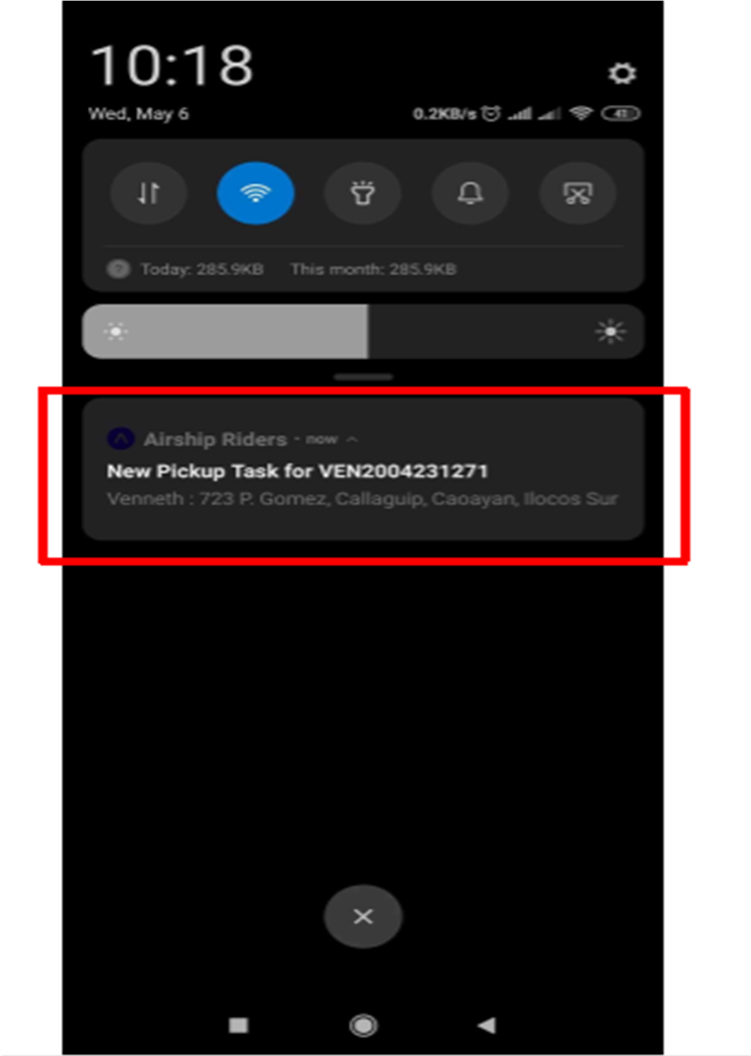 10:18
Wed, May 6
0.2KB/s
41
Today: 285.9KB This month: 285.9KB
Airship Riders · now
New Pickup Task for VEN2004231271
Venneth : 723 P. Gomez, Callaguip, Caoayan, Ilocos Sur